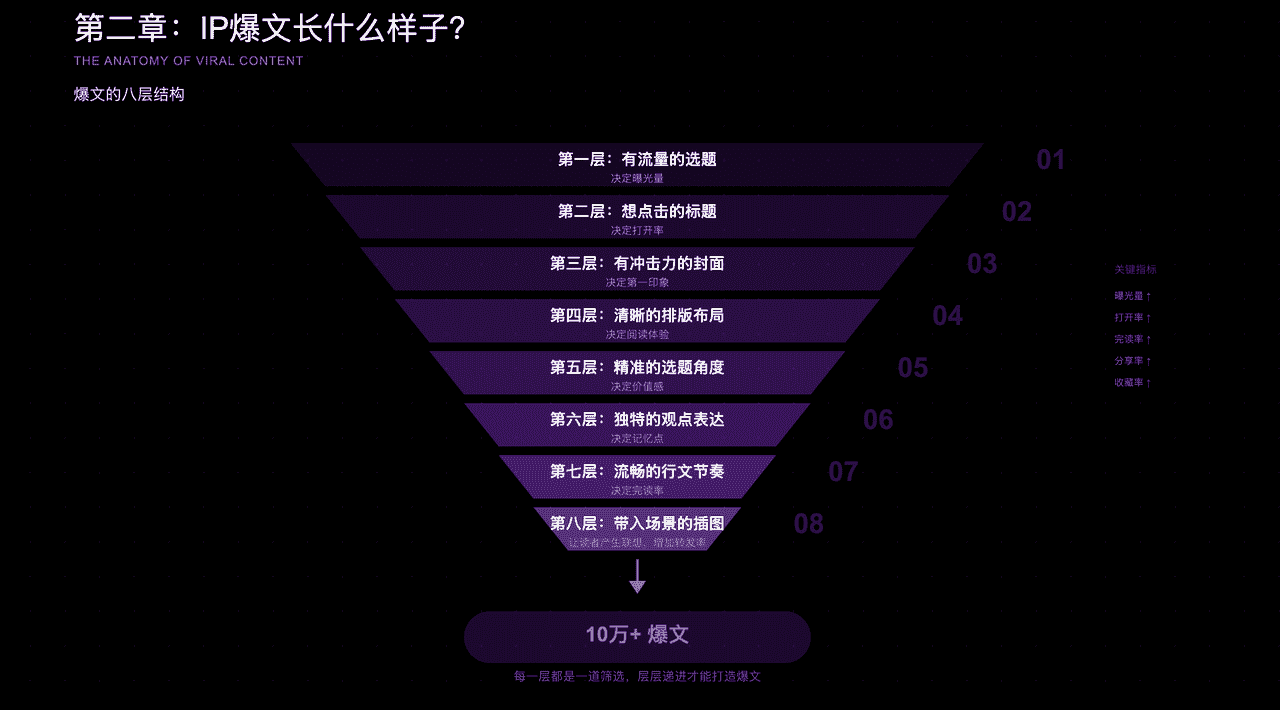 第二章：IP爆文长什么样子?
THE ANATOMY OF VIRAL CONTENT
爆文的八层结构
第一层：有流量的选题
决定曝光量
01
第二层：想点击的标题
决定打开率
02
第三层：有冲击力的封面
决定第一印象
03
第四层：清晰的排版布局
决定阅读体验
04
第五层：精准的选题角度
决定价值感
05
第六层：独特的观点表达
决定记忆点
06
第七层：流畅的行文节奏
决定完读率
07
第八层：带入场景的插图
让读者产生联想，增加转发率
08
关键指标
曝光量 ↑
打开率 ↑
完读率 ↑
分享率 ↑
收藏率 ↑
10万+ 爆文
每一层都是一道筛选，层层递进才能打造爆文